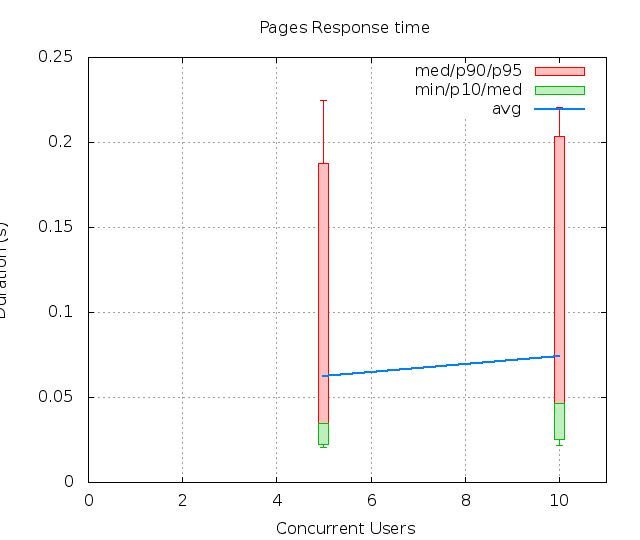 Pages Response time
0.25
0.2
0.15
0.1
0.05
0
Duration (s)
med/p90/p95
min/p10/med
avg
0 2 4 6 8 10
Concurrent Users